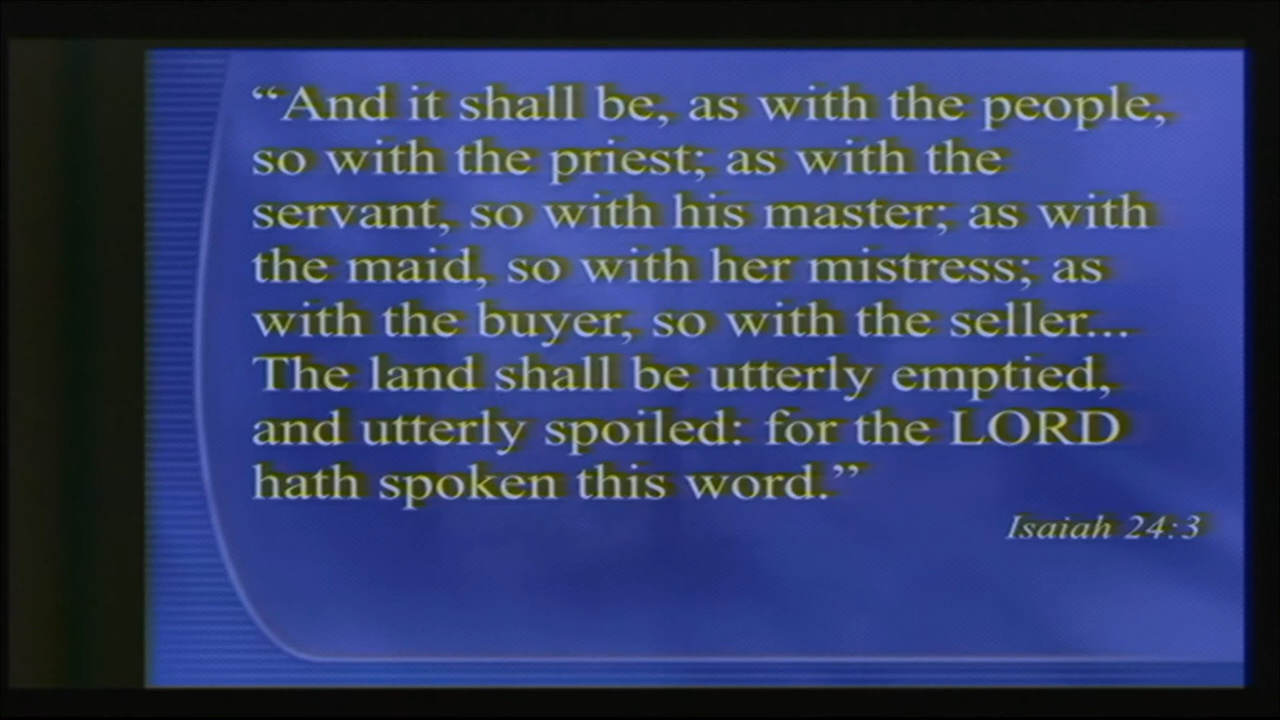 “And it shall be, as with the people,
so with the priest; as with the
servant, so with his master; as with
the maid, so with her mistress; as
with the buyer, so with the seller...
The land shall be utterly emptied,
and utterly spoiled: for the LORD
hath spoken this word.”
Isaiah 24:3